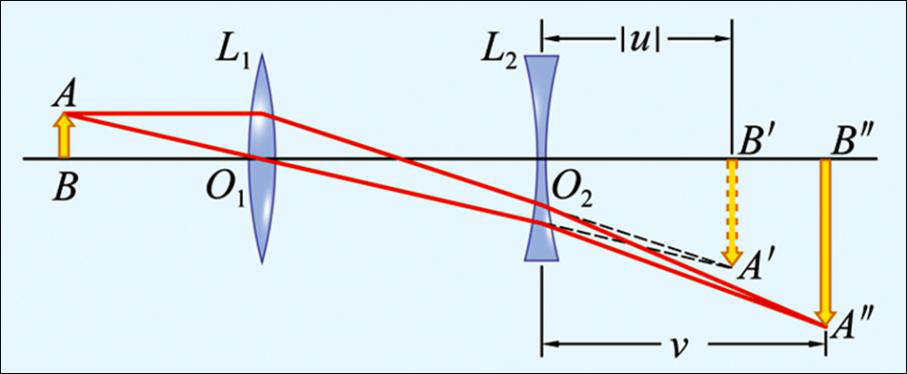 L₁
L₂
|u|
A
B′
B″
B
O₁
O₂
A′
A″
v